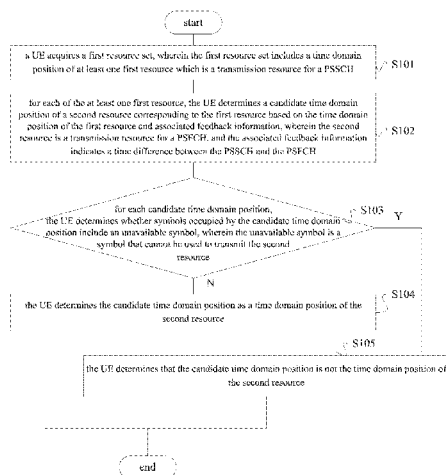 start
a UE acquires a first resource set, wherein the first resource set includes a time domain
position of at least one first resource which is a transmission resource for a PSSCH
S101
for each of the at least one first resource, the UE determines a candidate time domain
position of a second resource corresponding to the first resource based on the time domain
position of the first resource and associated feedback information, wherein the second
resource is a transmission resource for a PSFCH, and the associated feedback information
indicates a time difference between the PSSCH and the PSFCH
S102
for each candidate time domain position,
the UE determines whether symbols occupied by the candidate time domain
position include an unavailable symbol, wherein the unavailable symbol is a
symbol that cannot be used to transmit the second
resource
S103
Y
N
the UE determines the candidate time domain position as a time domain position of the
second resource
S104
S105
the UE determines that the candidate time domain position is not the time domain position of
the second resource
end